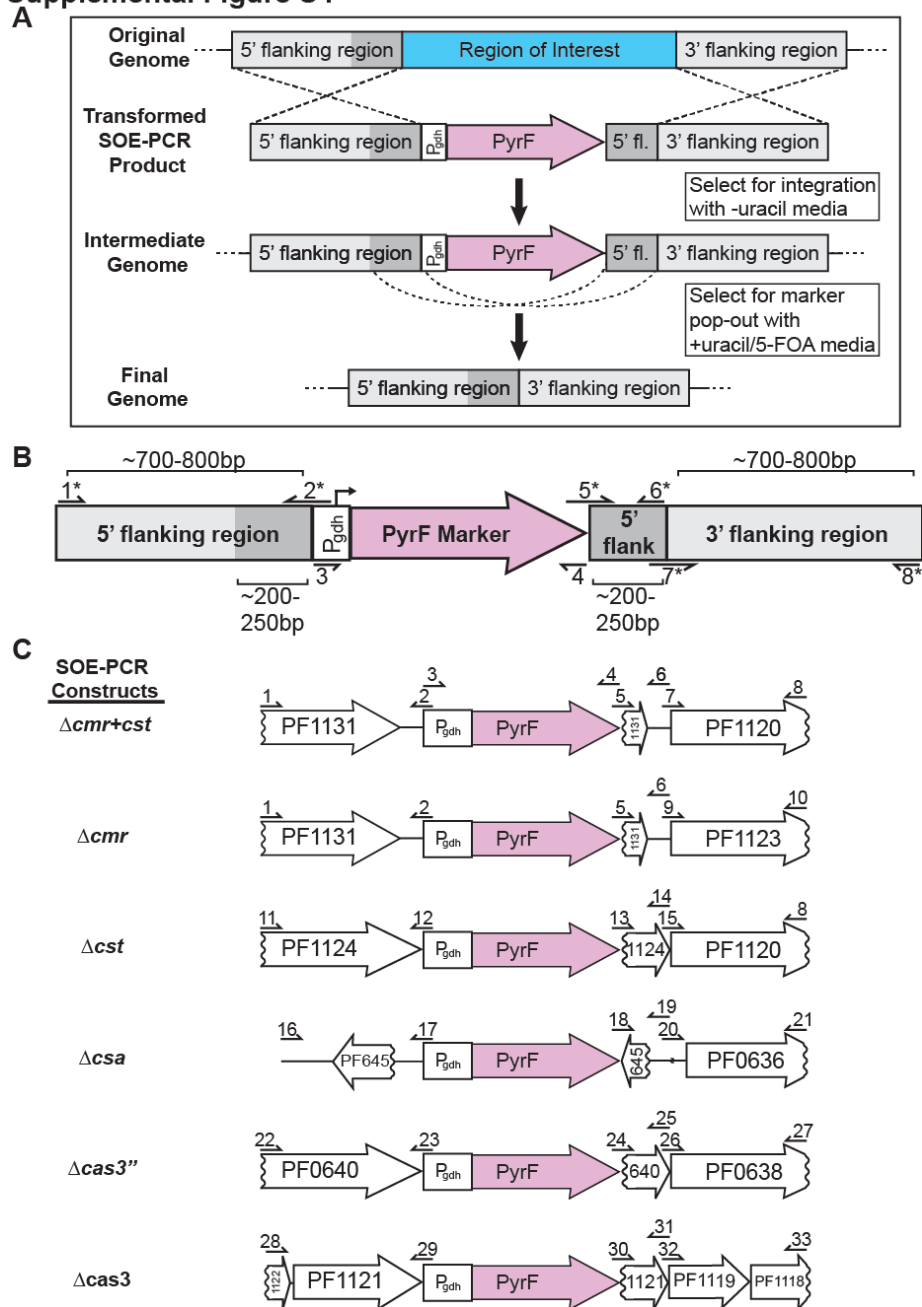 A
Original Genome
5' flanking region
Region of Interest
3' flanking region
Transformed SOE-PCR Product
5' flanking region
Pgdh
PyrF
5' fl.
3' flanking region
Select for integration
with -uracil media
Intermediate Genome
5' flanking region
Pgdh
PyrF
5' fl.
3' flanking region
Select for marker
pop-out with
+uracil/5-FOA media
Final Genome
5' flanking region
3' flanking region
B
~700-800bp
~700-800bp
1*
2*
5*
6*
5' flanking region
Pgdh
PyrF Marker
5' flank
3' flanking region
3
4
7*
8*
~200-250bp
~200-250bp
C
SOE-PCR
Constructs
Δcmr+cst
1
2
3
4
5
6
7
8
PF1131
Pgdh
PyrF
1131
PF1120
Δcmr
1
2
5
6
9
10
PF1131
Pgdh
PyrF
1131
PF1123
Δcst
11
12
13
14
15
8
PF1124
Pgdh
PyrF
1124
PF1120
Δcsa
16
17
18
19
20
21
PF645
Pgdh
PyrF
645
PF0636
Δcas3”
22
23
24
25
26
27
PF0640
Pgdh
PyrF
640
PF0638
Δcas3
28
29
30
31
32
33
1122
PF1121
Pgdh
PyrF
1121
PF1119
PF1118